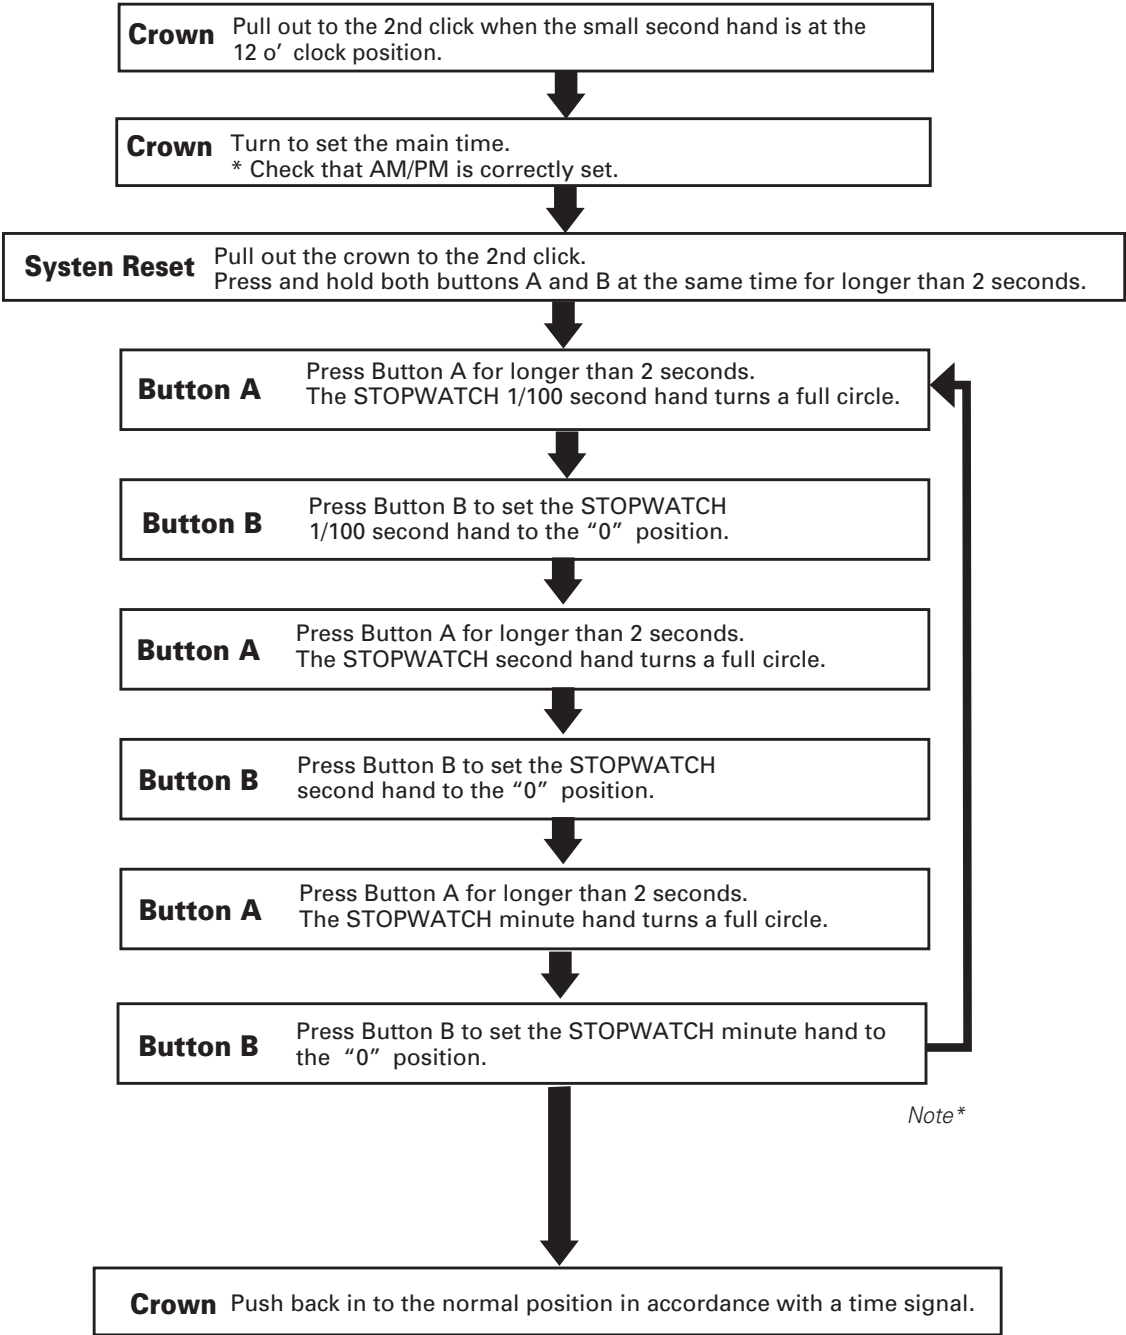 Crown Pull out to the 2nd click when the small second hand is at the
12 o’ clock position.
Crown Turn to set the main time.
* Check that AM/PM is correctly set.
Systen Reset Pull out the crown to the 2nd click.
Press and hold both buttons A and B at the same time for longer than 2 seconds.
Button A Press Button A for longer than 2 seconds.
The STOPWATCH 1/100 second hand turns a full circle.
Button B Press Button B to set the STOPWATCH
1/100 second hand to the “0” position.
Button A Press Button A for longer than 2 seconds.
The STOPWATCH second hand turns a full circle.
Button B Press Button B to set the STOPWATCH
second hand to the “0” position.
Button A Press Button A for longer than 2 seconds.
The STOPWATCH minute hand turns a full circle.
Button B Press Button B to set the STOPWATCH minute hand to
the “0” position.
Note*
Crown Push back in to the normal position in accordance with a time signal.